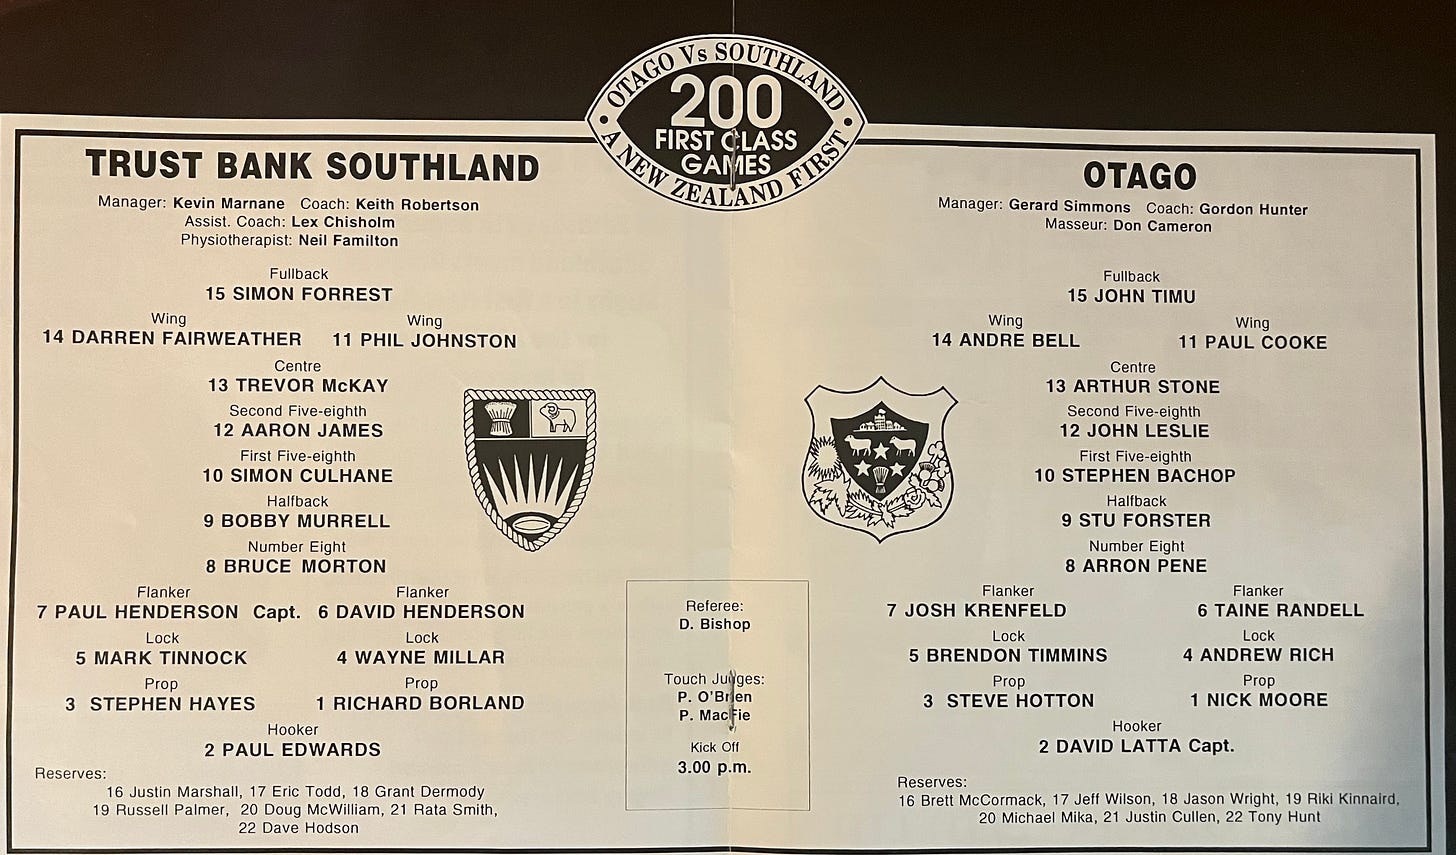 OTAGO Vs SOUTHLAND
200
FIRST CLASS
GAMES
A NEW ZEALAND FIRST
TRUST BANK SOUTHLAND
Manager: Kevin Marnane Coach: Keith Robertson
Assist. Coach: Lex Chisholm
Physiotherapist: Neil Familton
Fullback
15 SIMON FORREST
Wing Wing
14 DARREN FAIRWEATHER 11 PHIL JOHNSTON
Centre
13 TREVOR McKAY
Second Five-eighth
12 AARON JAMES
First Five-eighth
10 SIMON CULHANE
Halfback
9 BOBBY MURRELL
Number Eight
8 BRUCE MORTON
Flanker Flanker
7 PAUL HENDERSON Capt. 6 DAVID HENDERSON
Lock Lock
5 MARK TINNOCK 4 WAYNE MILLAR
Prop Prop
3 STEPHEN HAYES 1 RICHARD BORLAND
Hooker
2 PAUL EDWARDS
Reserves:
16 Justin Marshall, 17 Eric Todd, 18 Grant Dermody
19 Russell Palmer, 20 Doug McWilliam, 21 Rata Smith,
22 Dave Hodson
Referee:
D. Bishop
Touch Judges:
P. O'Brien
P. MacFie
Kick Off
3.00 p.m.
OTAGO
Manager: Gerard Simmons Coach: Gordon Hunter
Masseur: Don Cameron
Fullback
15 JOHN TIMU
Wing Wing
14 ANDRE BELL 11 PAUL COOKE
Centre
13 ARTHUR STONE
Second Five-eighth
12 JOHN LESLIE
First Five-eighth
10 STEPHEN BACHOP
Halfback
9 STU FORSTER
Number Eight
8 ARRON PENE
Flanker Flanker
7 JOSH KRENFELD 6 TAINE RANDELL
Lock Lock
5 BRENDON TIMMINS 4 ANDREW RICH
Prop Prop
3 STEVE HOTTON 1 NICK MOORE
Hooker
2 DAVID LATTA Capt.
Reserves:
16 Brett McCormack, 17 Jeff Wilson, 18 Jason Wright, 19 Riki Kinnaird,
20 Michael Mika, 21 Justin Cullen, 22 Tony Hunt